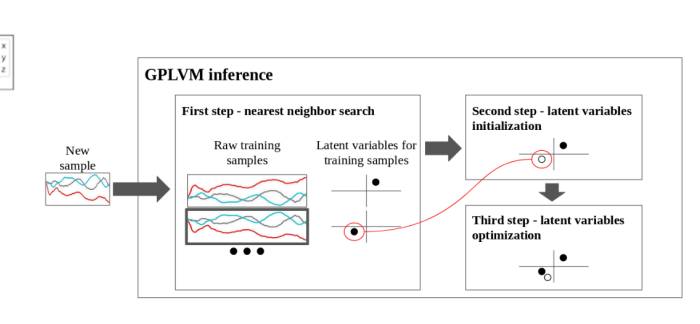 x
y
z
GPLVM inference
First step - nearest neighbor search
Second step - latent variables
initialization
New
sample
Raw training
samples
Latent variables for
training samples
Third step - latent variables
optimization